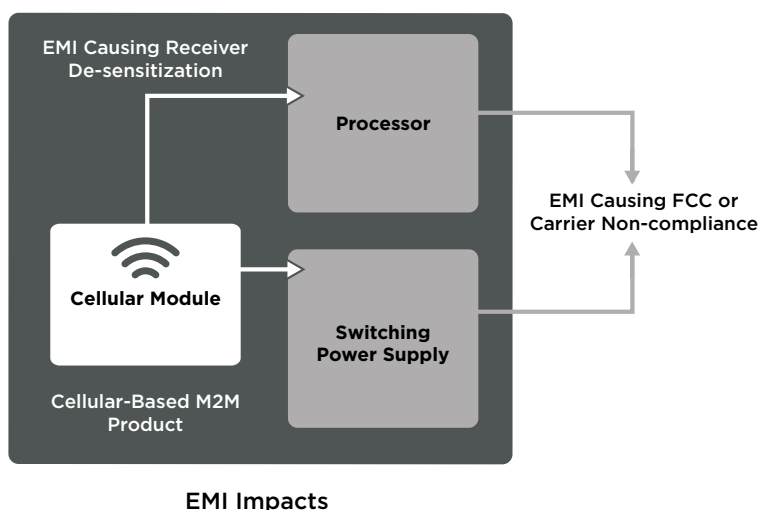 EMI Causing Receiver
De-sensitization
Processor
EMI Causing FCC or
Carrier Non-compliance
Cellular Module
Switching
Power Supply
Cellular-Based M2M
Product
EMI Impacts